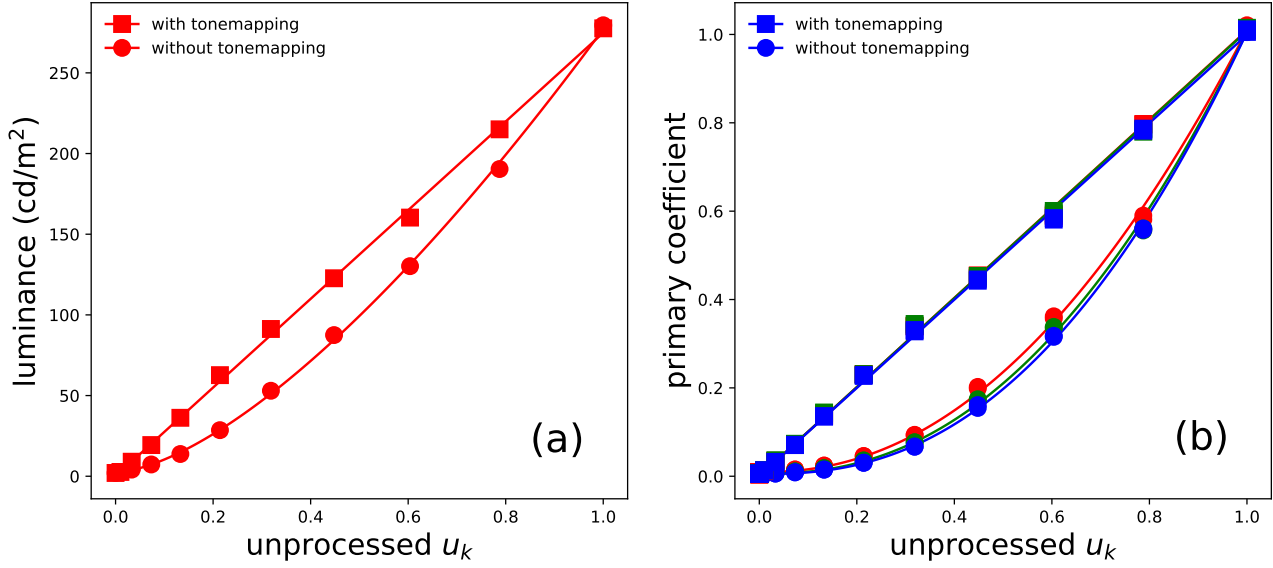 with tonemapping
without tonemapping
luminance (cd/m²)
250
200
150
100
50
0
0.0 0.2 0.4 0.6 0.8 1.0
unprocessed uₖ
(a)
with tonemapping
without tonemapping
primary coefficient
1.0
0.8
0.6
0.4
0.2
0.0
0.0 0.2 0.4 0.6 0.8 1.0
unprocessed uₖ
(b)